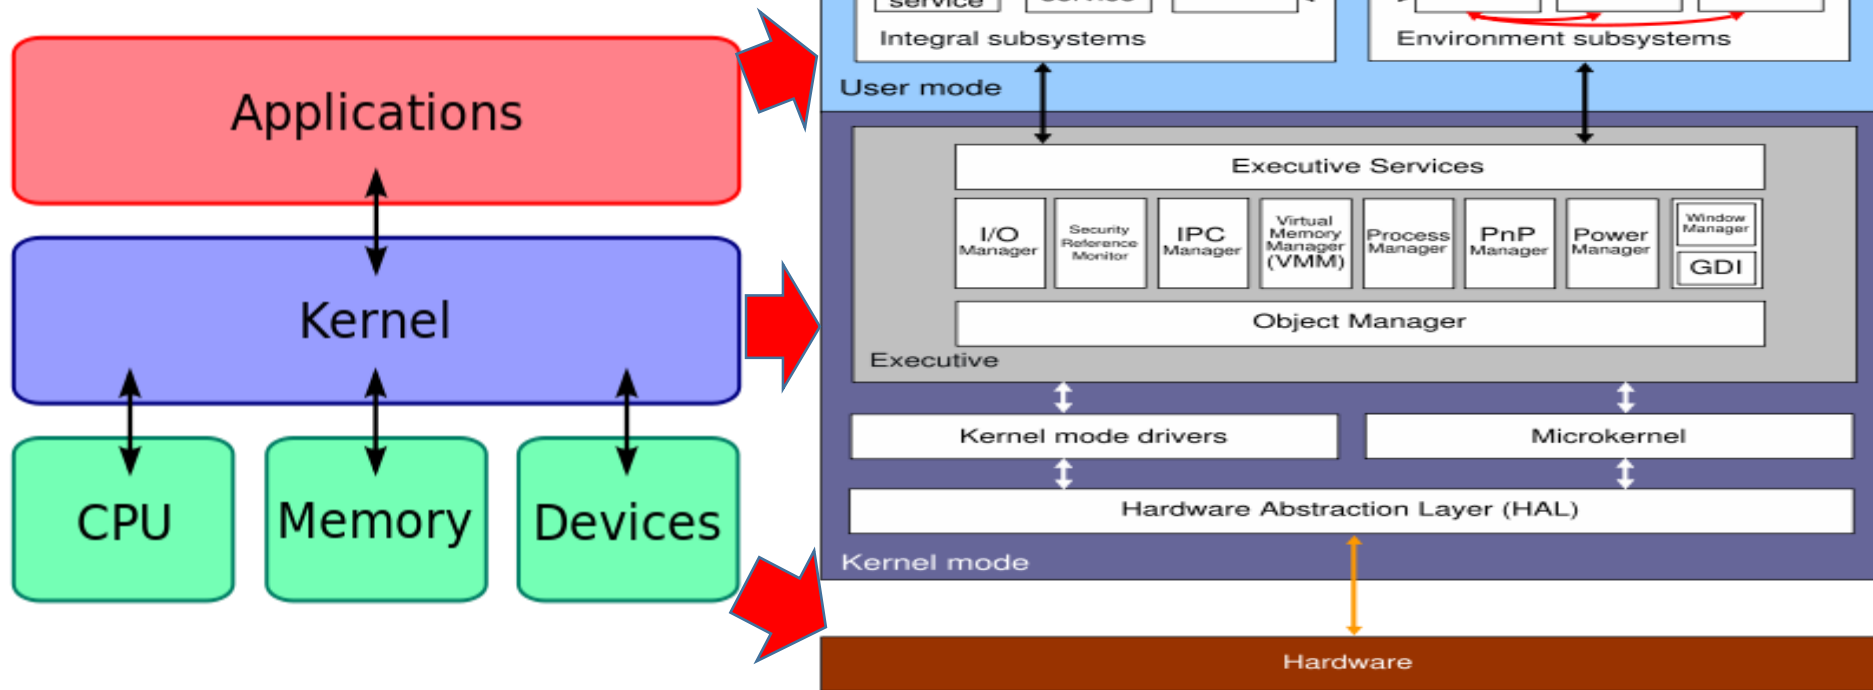 Applications
Kernel
CPU
Memory
Devices
service
Integral subsystems
Environment subsystems
User mode
Executive Services
I/O
Manager
Security
Reference
Monitor
IPC
Manager
Virtual
Memory
Manager
(VMM)
Process
Manager
PnP
Manager
Power
Manager
Window
Manager
GDI
Object Manager
Executive
Kernel mode drivers
Microkernel
Hardware Abstraction Layer (HAL)
Kernel mode
Hardware